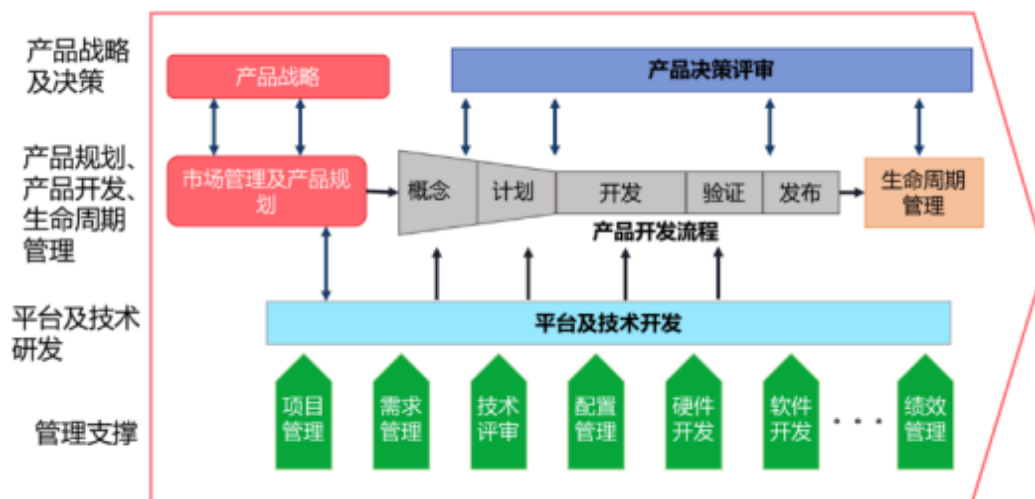 产品战略
及决策
产品战略
产品决策评审
产品规划、
产品开发、
生命周期
管理
市场管理及产品规
划
概念
计划
开发
验证
发布
生命周期
管理
产品开发流程
平台及技术
研发
平台及技术开发
管理支撑
项目
管理
需求
管理
技术
评审
配置
管理
硬件
开发
软件
开发
···
绩效
管理